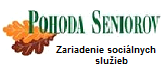 POHODA SENIOROV
Zariadenie sociálnych
služieb